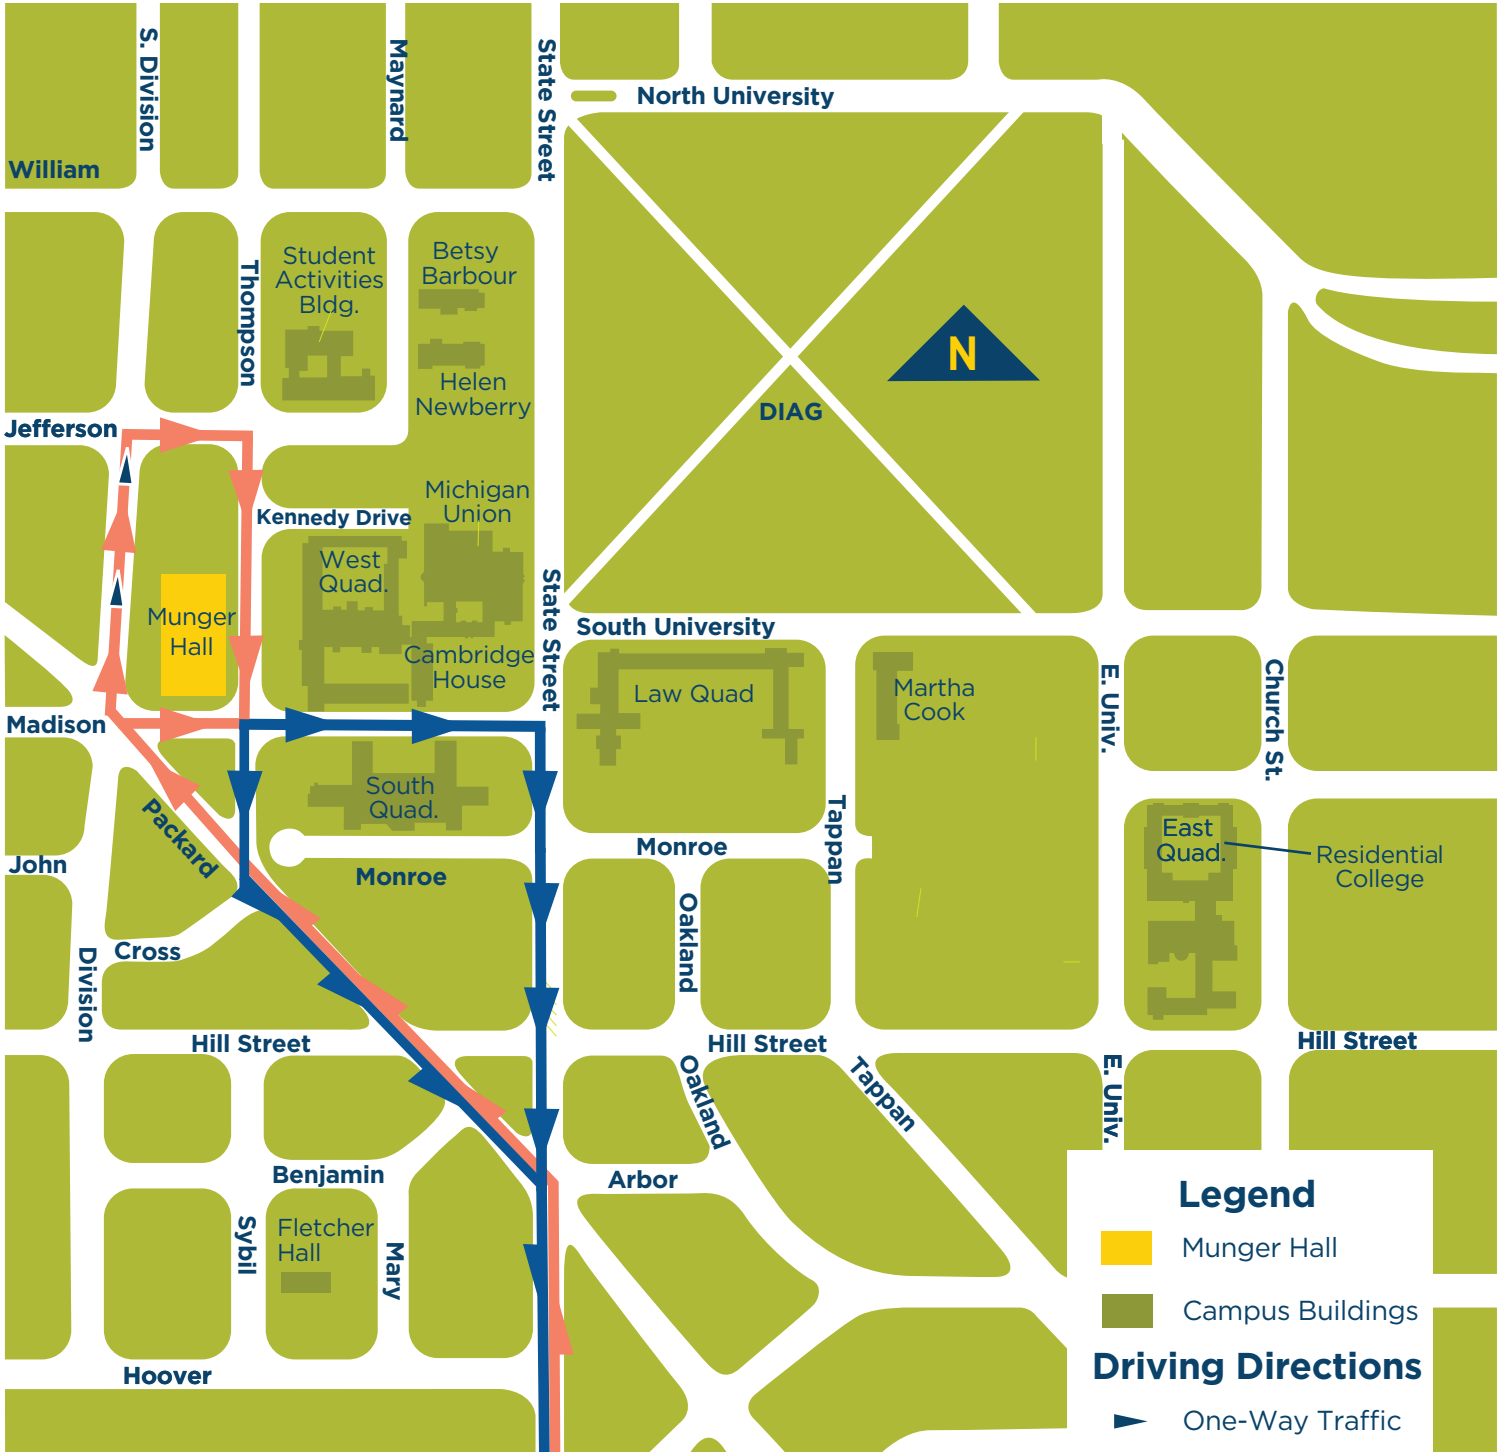 S. Division
Maynard
State Street
North University
William
Student
Activities
Bldg.
Betsy
Barbour
Thompson
N
Helen
Newberry
DIAG
Jefferson
Michigan
Union
Kennedy Drive
West
Quad.
State Street
Munger
Hall
South University
Cambridge
House
Law Quad
Martha
Cook
E. Univ.
Church St.
Madison
South
Quad.
Packard
Tappan
East
Quad.
Residential
College
John
Monroe
Monroe
Oakland
Cross
Division
Hill Street
Hill Street
Hill Street
Oakland
Tappan
E. Univ.
Benjamin
Arbor
Sybil
Fletcher
Hall
Mary
Hoover
Legend
Munger Hall
Campus Buildings
Driving Directions
One-Way Traffic